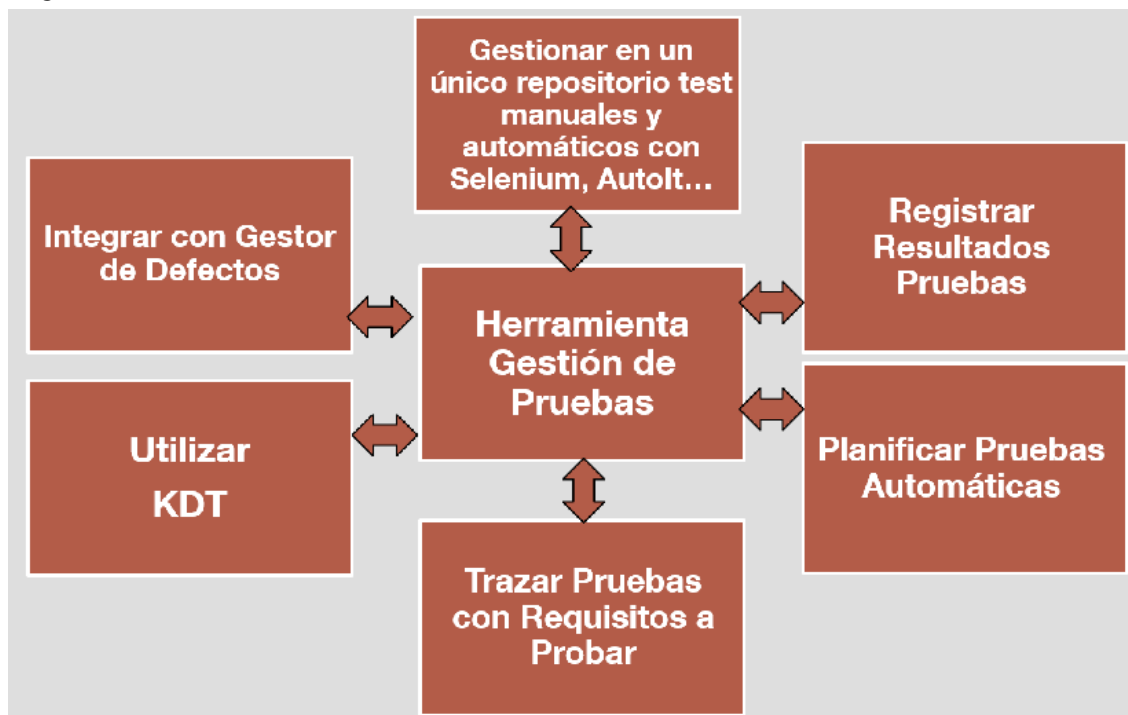 Gestionar en un
único repositorio test
manuales y
automáticos con
Selenium, AutoIt...
Integrar con Gestor
de Defectos
Registrar
Resultados
Pruebas
Herramienta
Gestión de
Pruebas
Utilizar
KDT
Planificar Pruebas
Automáticas
Trazar Pruebas
con Requisitos a
Probar